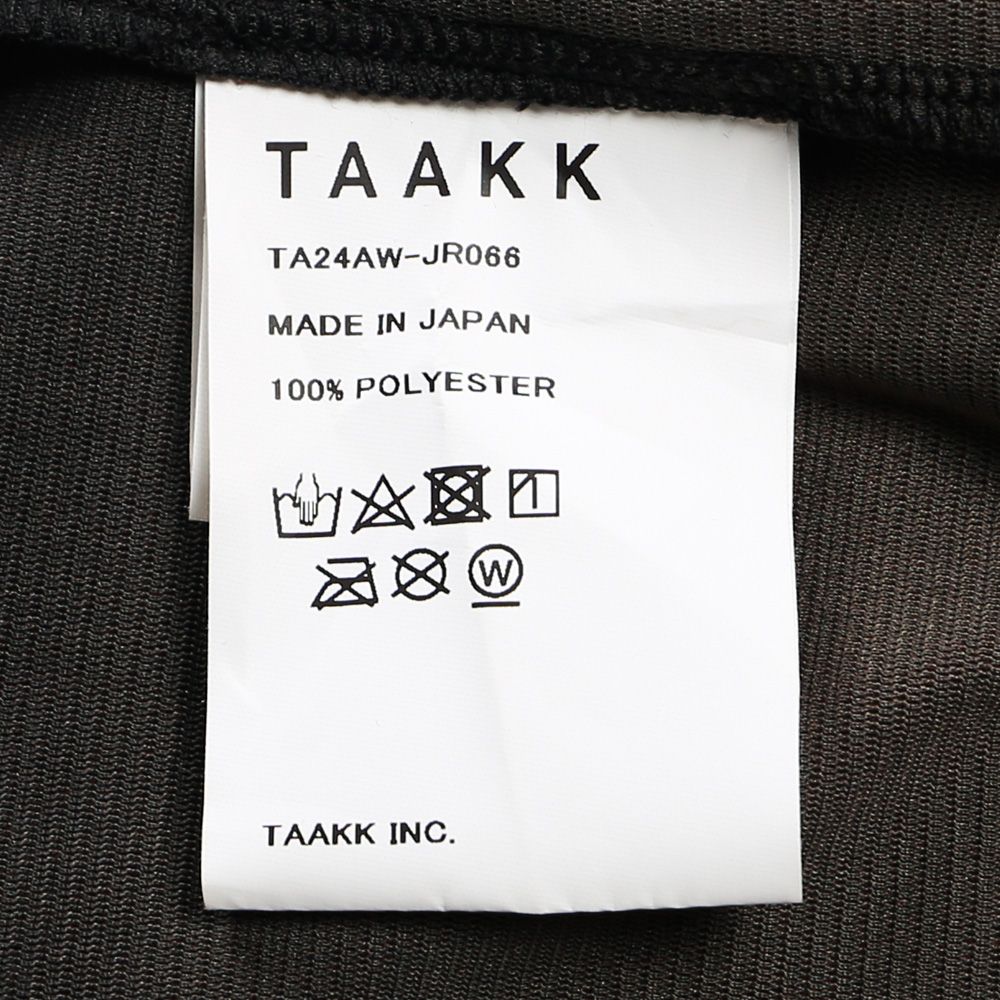 TAAKK
TA24AW-JR066
MADE IN JAPAN
100% POLYESTER
W
TAAKK INC.